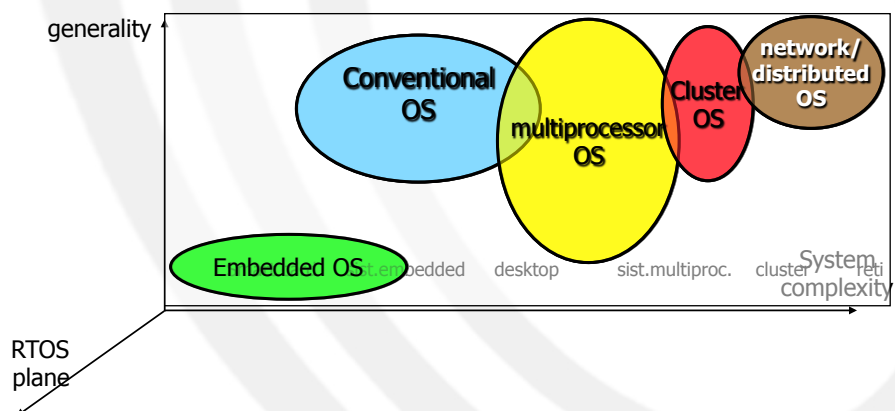 generality
Conventional
OS
multiprocessor
OS
Cluster
OS
network/
distributed
OS
Embedded OS
embedded
desktop
sist.multiproc.
cluster
reti
System
complexity
RTOS
plane